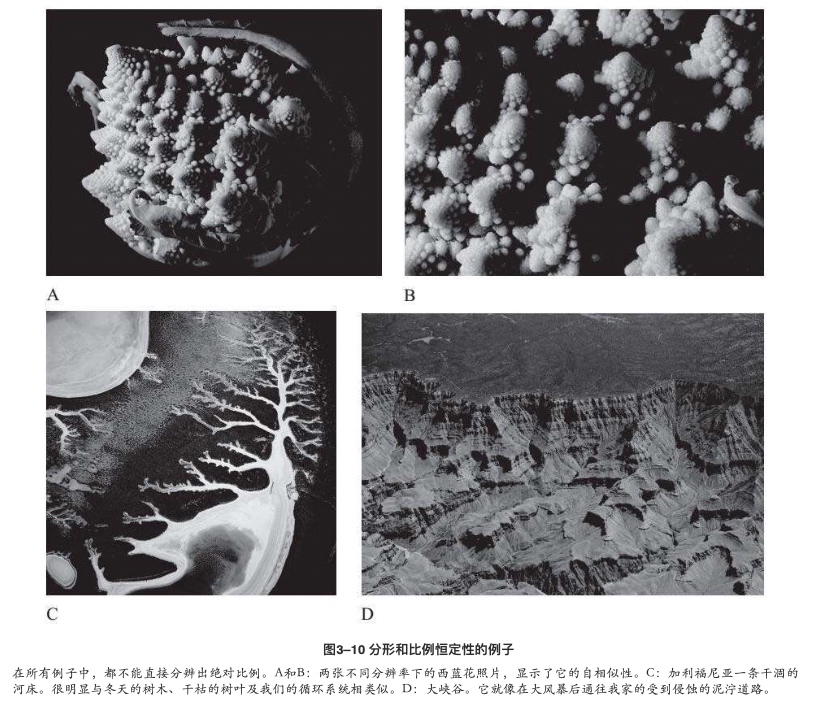 A
B
C
D
图3–10 分形和比例恒定性的例子
在所有例子中，都不能直接分辨出绝对比例。A和B：两张不同分辨率下的西蓝花照片，显示了它的自相似性。C：加利福尼亚一条干涸的
河床。很明显与冬天的树木、干枯的树叶及我们的循环系统相类似。D：大峡谷。它就像在大风暴后通往我家的受到侵蚀的泥泞道路。